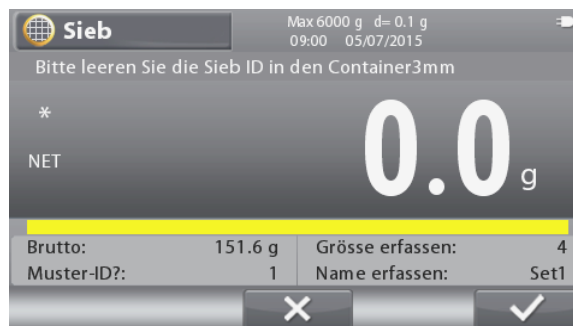 Sieb
Max 6000 g d= 0.1 g
09:00 05/07/2015
Bitte leeren Sie die Sieb ID in den Container3mm
*
NET
0.0 g
Brutto: 151.6 g Grösse erfassen: 4
Muster-ID?: 1 Name erfassen: Set1